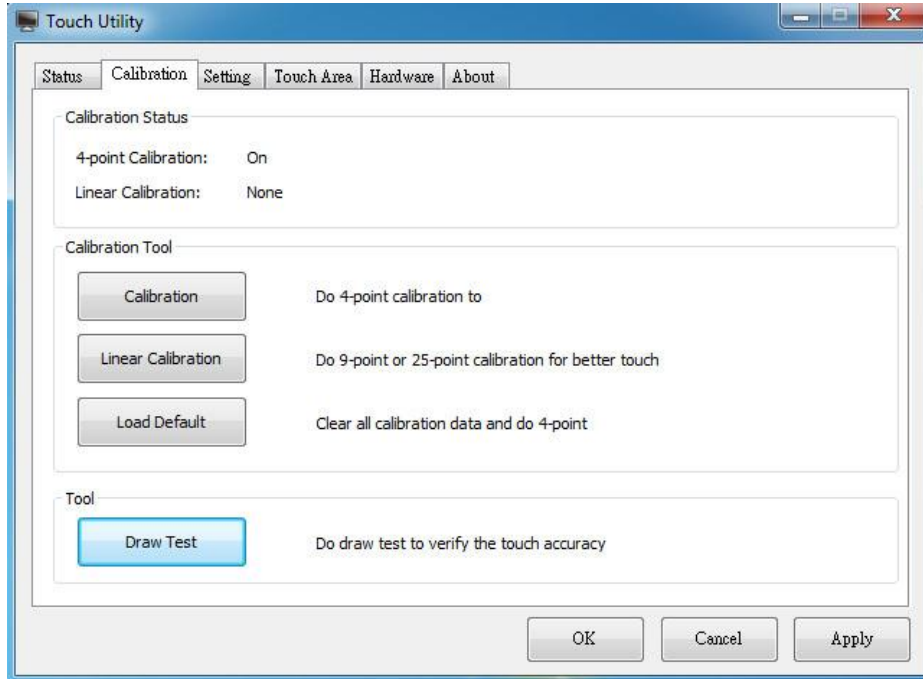 Touch Utility
Status Calibration Setting Touch Area Hardware About
Calibration Status
4-point Calibration: On
Linear Calibration: None
Calibration Tool
Calibration Do 4-point calibration to
Linear Calibration Do 9-point or 25-point calibration for better touch
Load Default Clear all calibration data and do 4-point
Tool
Draw Test Do draw test to verify the touch accuracy
OK Cancel Apply